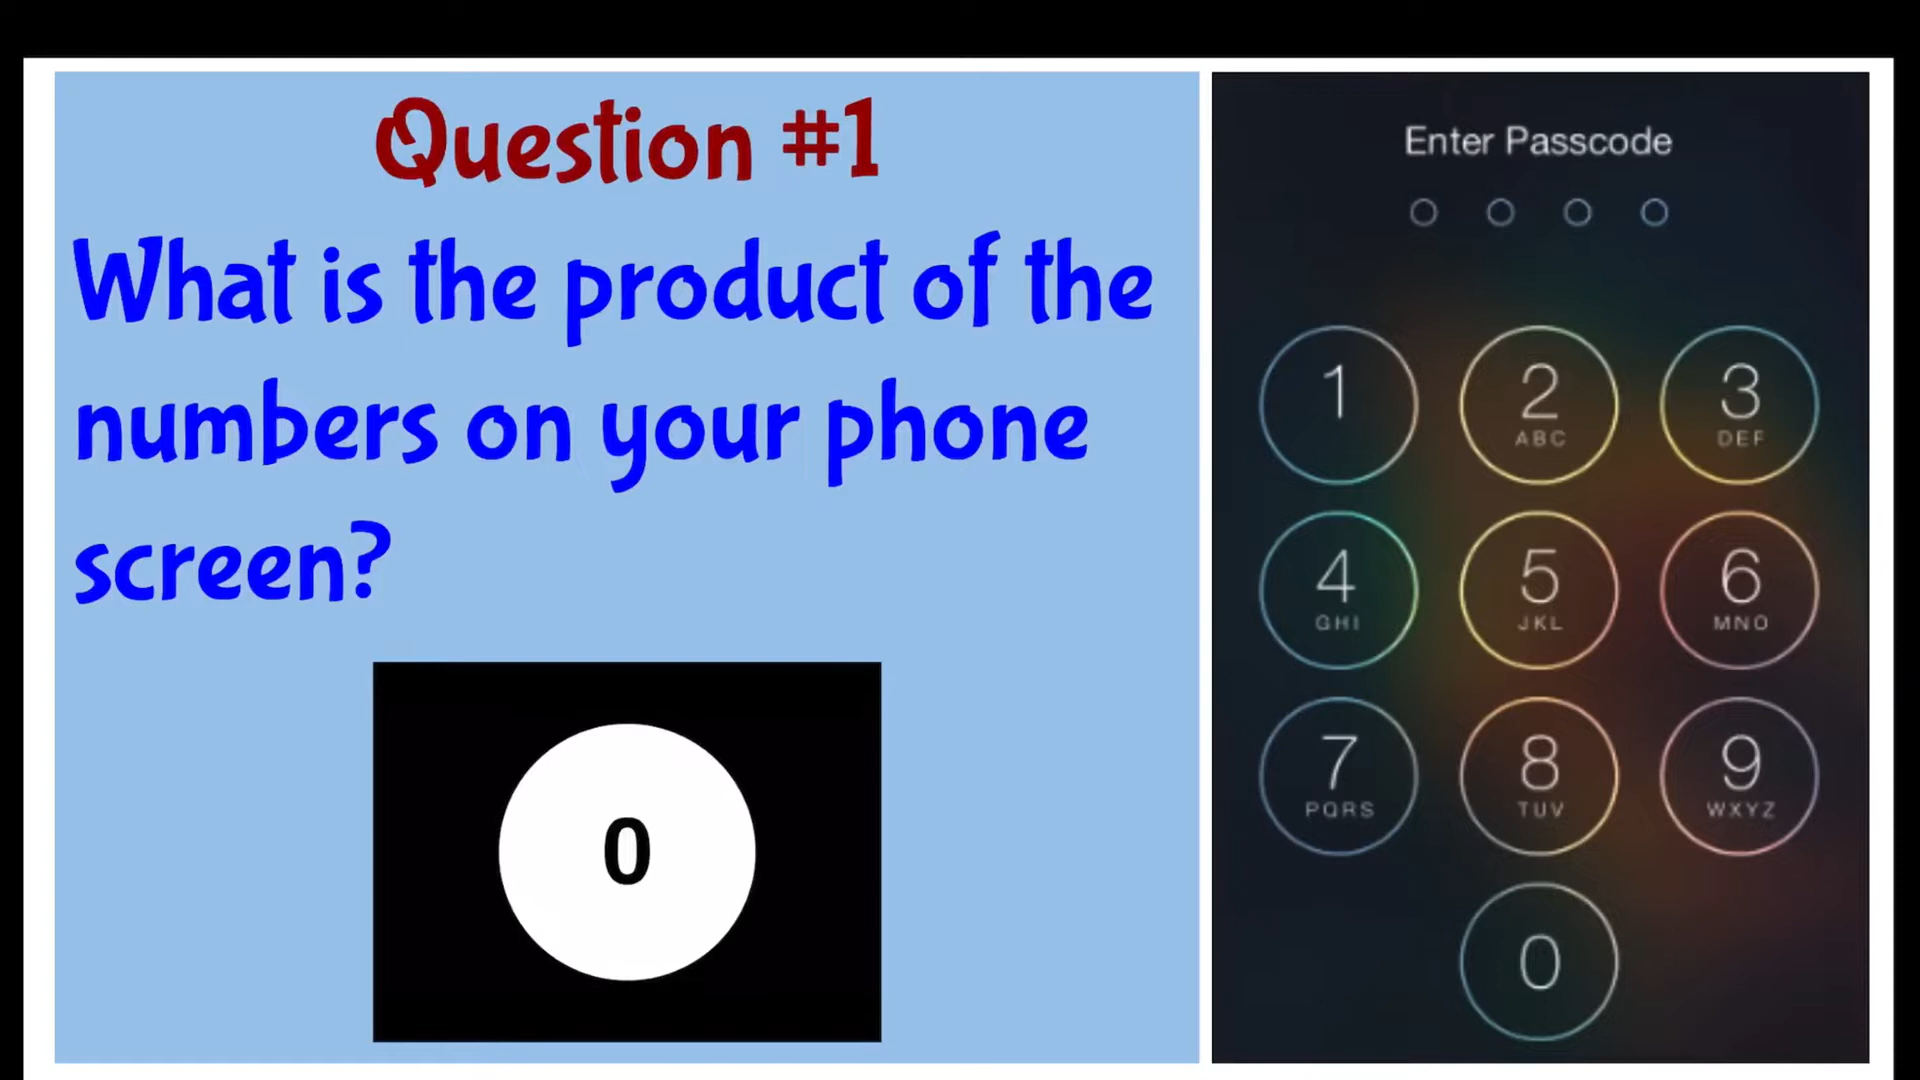 Question #1
What is the product of the
numbers on your phone
screen?
0
Enter Passcode
1 2 3
ABC DEF
4 5 6
GHI JKL MNO
7 8 9
PQRS TUV WXYZ
0